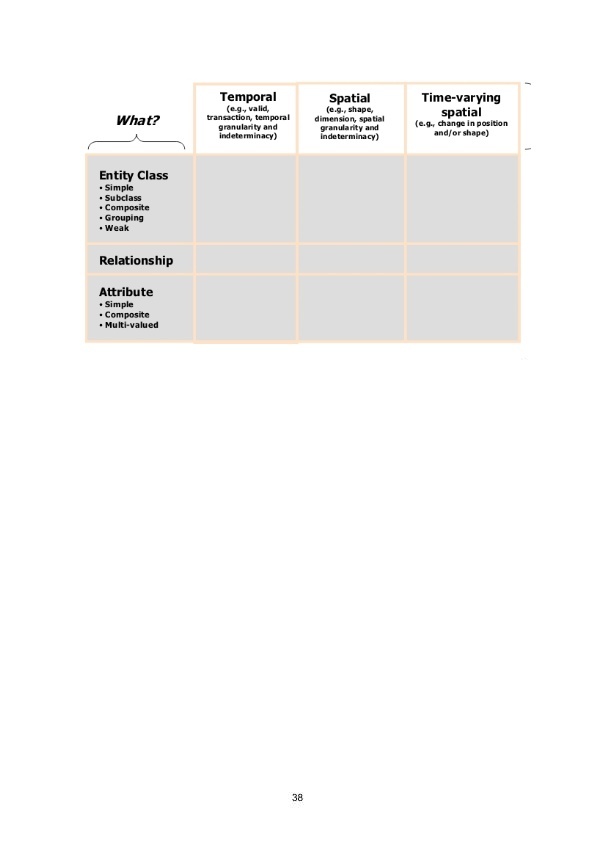 What?
Temporal
(e.g., valid,
transaction, temporal
granularity and
indeterminacy)
Spatial
(e.g., shape,
dimension, spatial
granularity and
indeterminacy)
Time-varying
spatial
(e.g., change in position
and/or shape)
Entity Class
• Simple
• Subclass
• Composite
• Grouping
• Weak
Relationship
Attribute
• Simple
• Composite
• Multi-valued
38